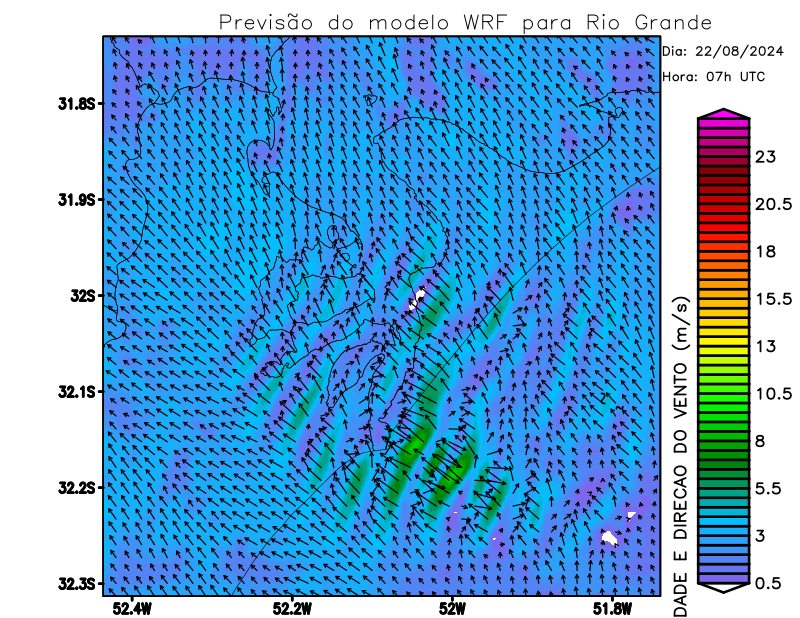 Previsão do modelo WRF para Rio Grande
Dia: 22/08/2024
Hora: 07h UTC
31.8S
31.9S
32S
32.1S
32.2S
32.3S
52.4W
52.2W
52W
51.8W
23
20.5
18
15.5
13
10.5
8
5.5
3
0.5
DADE E DIRECAO DO VENTO (m/s)